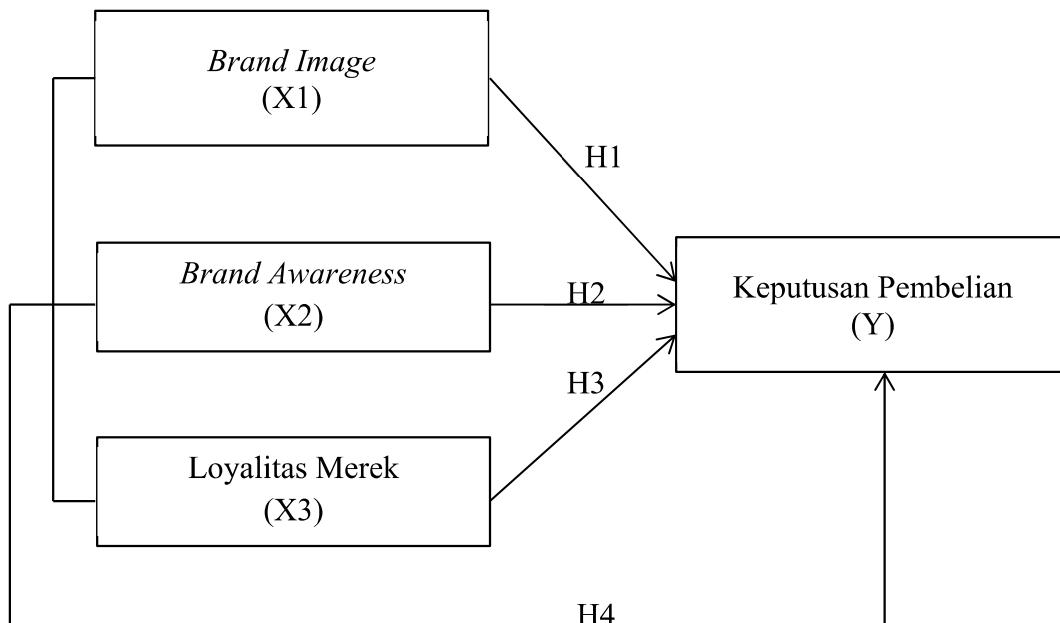 Brand Image
(X1)
H1
Brand Awareness
(X2)
H2
Keputusan Pembelian
(Y)
H3
Loyalitas Merek
(X3)
H4